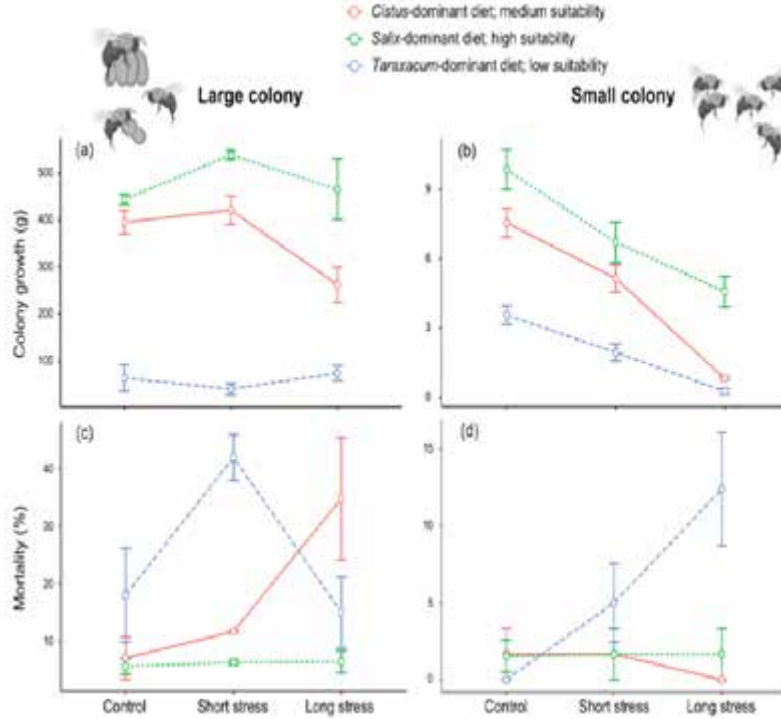 Cistus-dominant diet; medium suitability
Salix-dominant diet; high suitability
Taraxacum-dominant diet; low suitability
Large colony
Small colony
(a)
(b)
Colony growth (g)
500
400
300
200
100
9
6
3
0
(c)
(d)
Mortality (%)
40
30
20
10
15
10
5
0
Control
Short stress
Long stress
Control
Short stress
Long stress